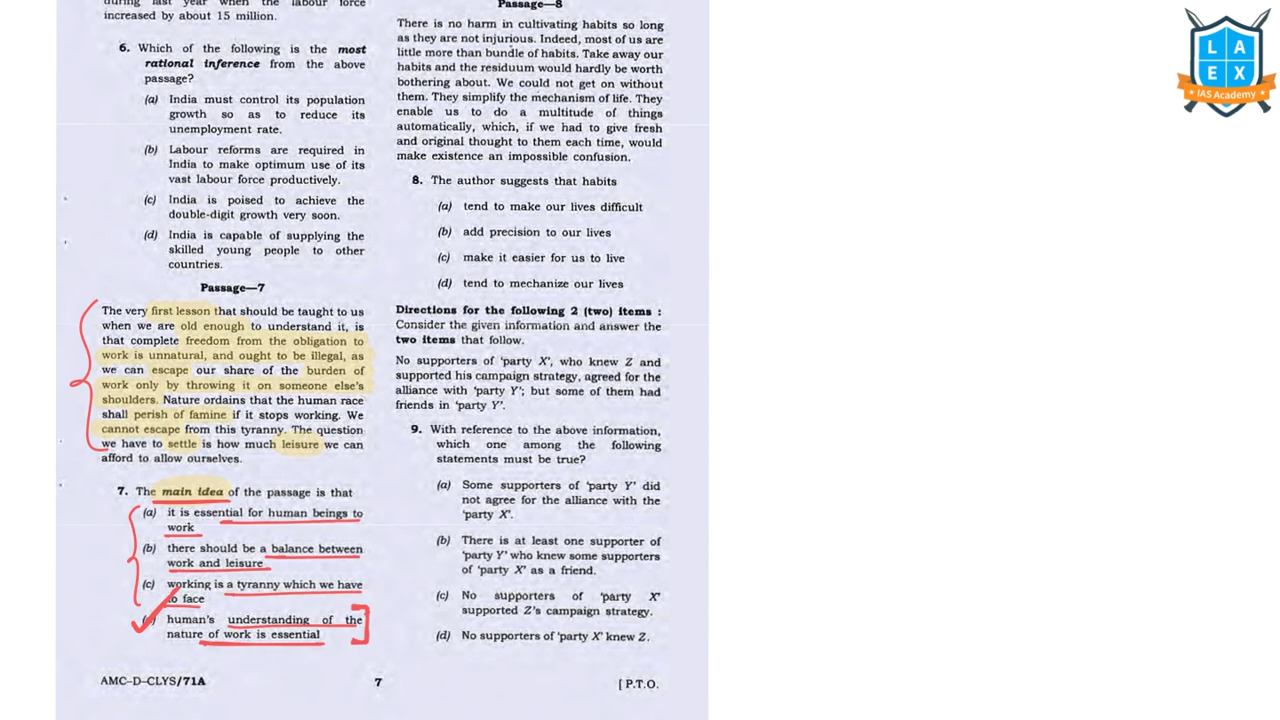 during last year when the labour force
increased by about 15 million.
6. Which of the following is the most
rational inference from the above
passage?
(a) India must control its population
growth so as to reduce its
unemployment rate.
(b) Labour reforms are required in
India to make optimum use of its
vast labour force productively.
(c) India is poised to achieve the
double-digit growth very soon.
(d) India is capable of supplying the
skilled young people to other
countries.
Passage—7
The very first lesson that should be taught to us
when we are old enough to understand it, is
that complete freedom from the obligation to
work is unnatural, and ought to be illegal, as
we can escape our share of the burden of
work only by throwing it on someone else's
shoulders. Nature ordains that the human race
shall perish of famine if it stops working. We
cannot escape from this tyranny. The question
we have to settle is how much leisure we can
afford to allow ourselves.
7. The main idea of the passage is that
(a) it is essential for human beings to
work
(b) there should be a balance between
work and leisure
(c) working is a tyranny which we have
to face
human's understanding of the
nature of work is essential
AMC-D-CLYS/71A
Passage—8
There is no harm in cultivating habits so long
as they are not injurious. Indeed, most of us are
little more than bundle of habits. Take away our
habits and the residuum would hardly be worth
bothering about. We could not get on without
them. They simplify the mechanism of life. They
enable us to do a multitude of things
automatically, which, if we had to give fresh
and original thought to them each time, would
make existence an impossible confusion.
8. The author suggests that habits
(a) tend to make our lives difficult
(b) add precision to our lives
(c) make it easier for us to live
(d) tend to mechanize our lives
Directions for the following 2 (two) items :
Consider the given information and answer the
two items that follow.
No supporters of 'party X', who knew Z and
supported his campaign strategy, agreed for the
alliance with 'party Y'; but some of them had
friends in 'party Y'.
9. With reference to the above information,
which one among the following
statements must be true?
(a) Some supporters of 'party Y' did
not agree for the alliance with the
'party X'.
(b) There is at least one supporter of
'party Y' who knew some supporters
of 'party X' as a friend.
(c) No supporters of 'party X'
supported Z's campaign strategy.
(d) No supporters of 'party X' knew Z.
7
[ P.T.O.
L A
E X
IAS Academy